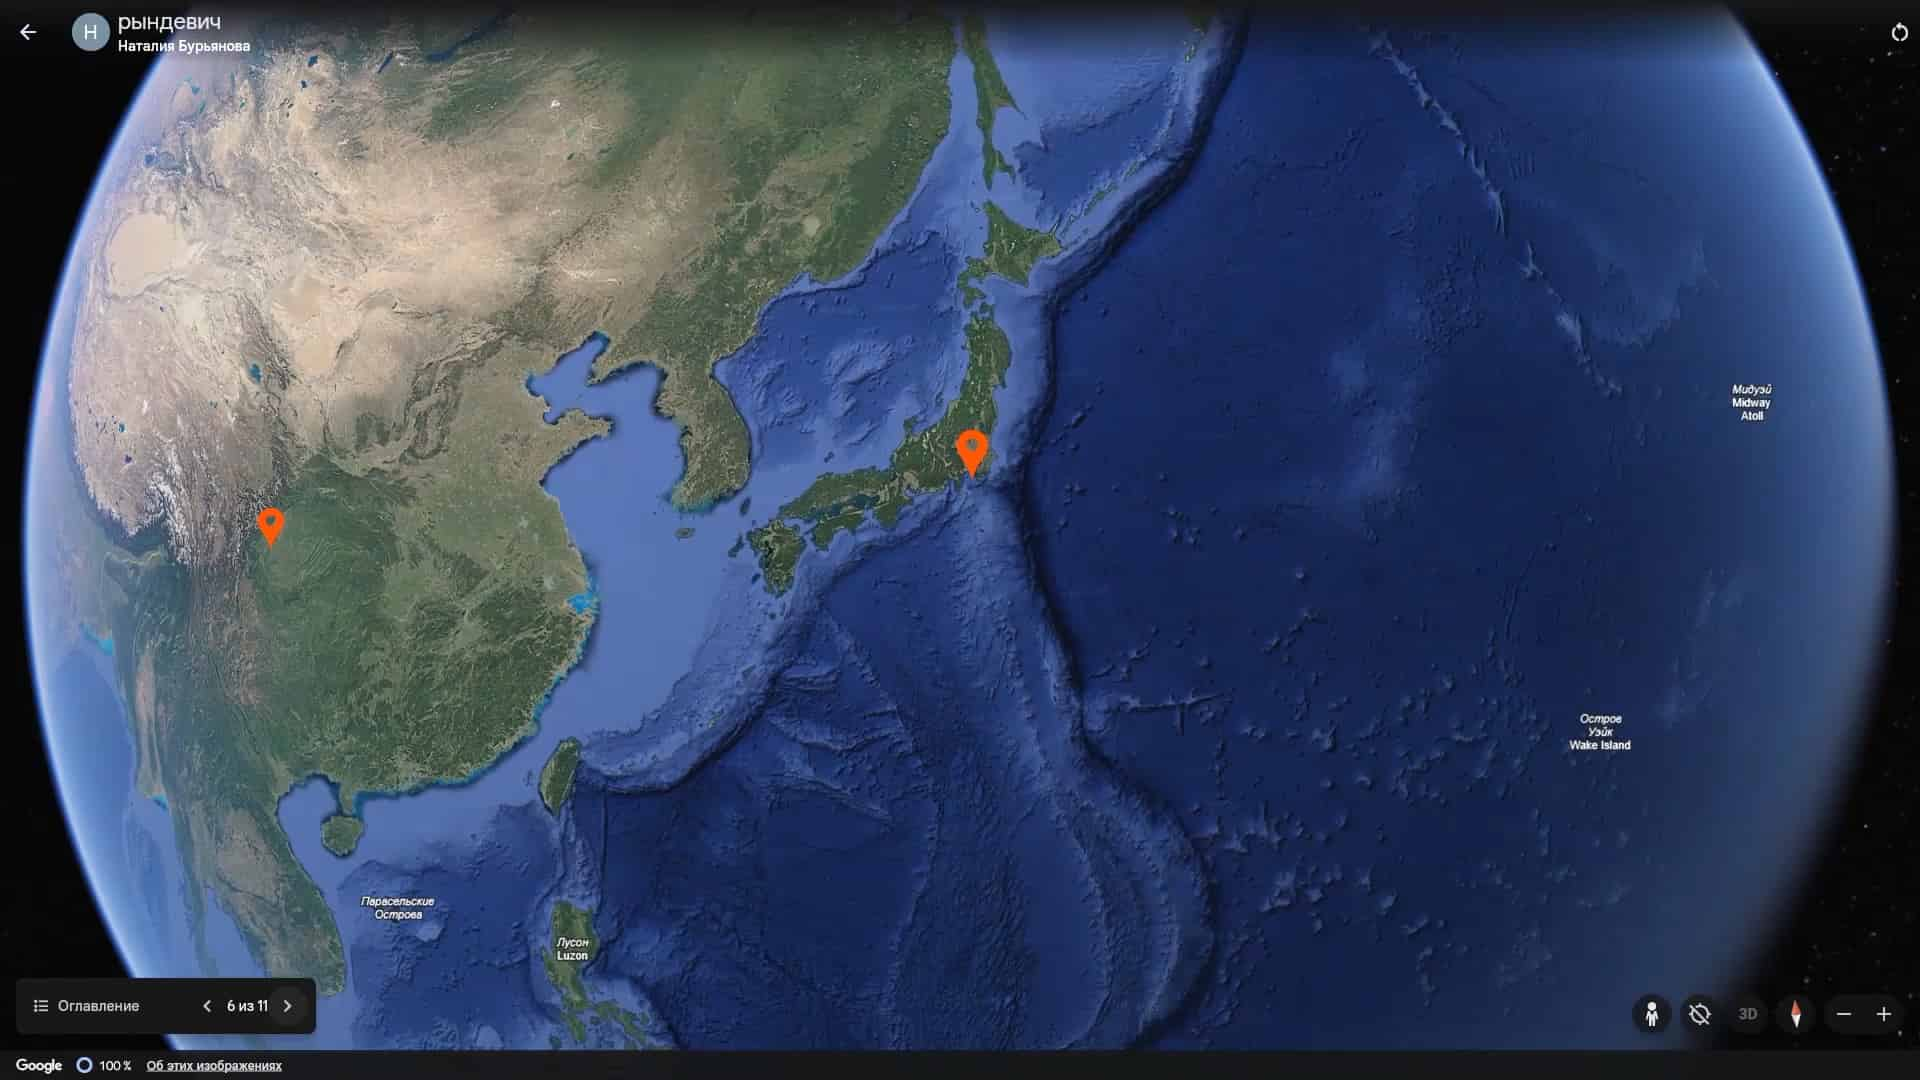 рындевич
Н
Наталия Бурьянова
Мидуэй
Midway
Atoll
Остров
Уэйк
Wake Island
Парасельские
Острова
Лусон
Luzon
Оглавление
6 из 11
3D
Google
100 %
Об этих изображениях